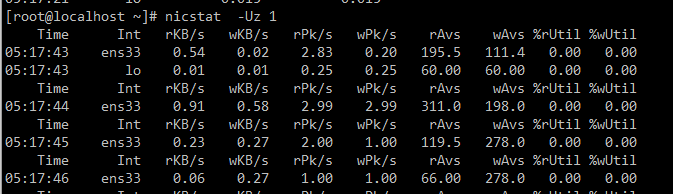 [root@localhost ~]# nicstat  -Uz 1
    Time      Int   rKB/s   wKB/s   rPk/s   wPk/s    rAvs    wAvs %rUtil %wUtil
05:17:43    ens33    0.54    0.02    2.83    0.20   195.5   111.4   0.00   0.00
05:17:43       lo    0.01    0.01    0.25    0.25   60.00   60.00   0.00   0.00
    Time      Int   rKB/s   wKB/s   rPk/s   wPk/s    rAvs    wAvs %rUtil %wUtil
05:17:44    ens33    0.91    0.58    2.99    2.99   311.0   198.0   0.00   0.00
    Time      Int   rKB/s   wKB/s   rPk/s   wPk/s    rAvs    wAvs %rUtil %wUtil
05:17:45    ens33    0.23    0.27    2.00    1.00   119.5   278.0   0.00   0.00
    Time      Int   rKB/s   wKB/s   rPk/s   wPk/s    rAvs    wAvs %rUtil %wUtil
05:17:46    ens33    0.06    0.27    1.00    1.00   66.00   278.0   0.00   0.00